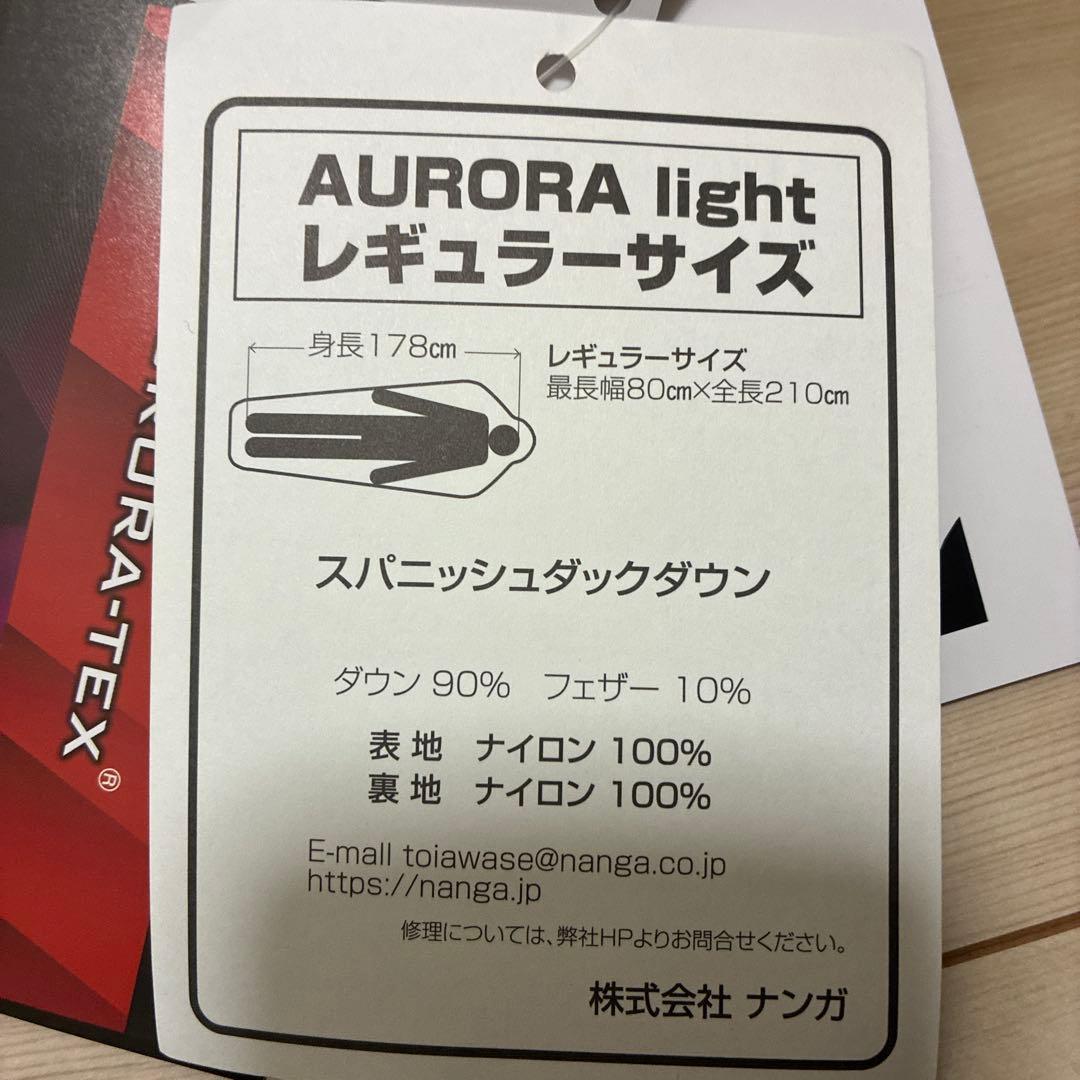 AURORA light
レギュラーサイズ
身長178㎝
レギュラーサイズ
最長幅80㎝×全長210㎝
スパニッシュダックダウン
ダウン 90%　フェザー 10%
表 地　ナイロン 100%
裏 地　ナイロン 100%
E-mall toiawase@nanga.co.jp
https://nanga.jp
修理については、弊社HPよりお問合せください。
株式会社 ナンガ
RORA-TEX®